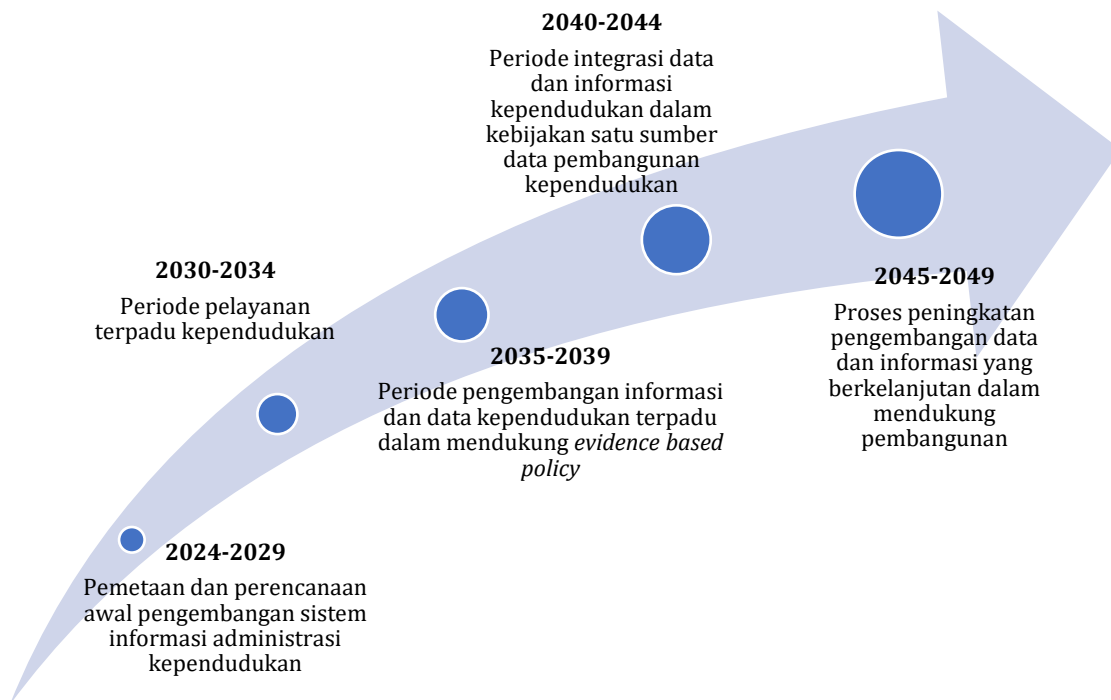 2024-2029
Pemetaan dan perencanaan
awal pengembangan sistem
informasi administrasi
kependudukan
2030-2034
Periode pelayanan
terpadu kependudukan
2035-2039
Periode pengembangan informasi
dan data kependudukan terpadu
dalam mendukung evidence based
policy
2040-2044
Periode integrasi data
dan informasi
kependudukan dalam
kebijakan satu sumber
data pembangunan
kependudukan
2045-2049
Proses peningkatan
pengembangan data
dan informasi yang
berkelanjutan dalam
mendukung
pembangunan